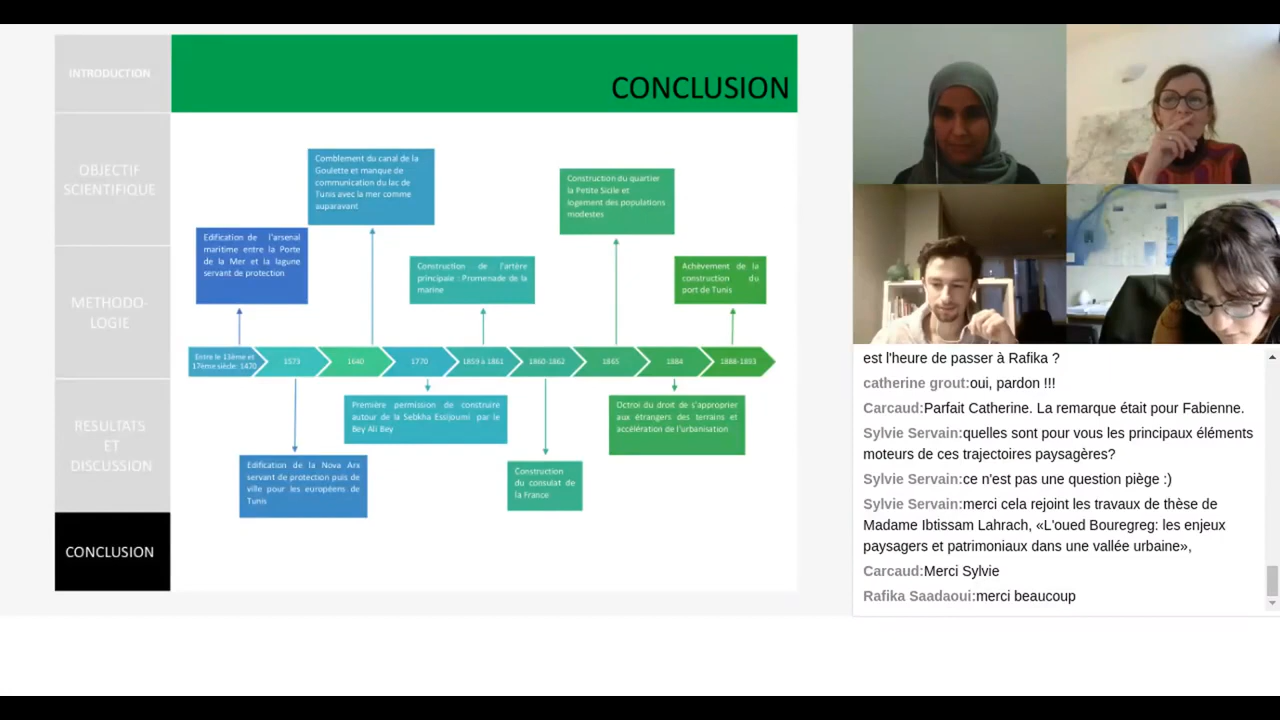 INTRODUCTION
OBJECTIF
SCIENTIFIQUE
METHODO-
LOGIE
RESULTATS
ET
DISCUSSION
CONCLUSION
CONCLUSION
Comblement du canal de la
Goulette et manque de
communication du lac de
Tunis avec la mer comme
auparavant
Construction du quartier
la Petite Sicile et
logement des populations
modestes
Edification de l'arsenal
maritime entre la Porte
de la Mer et la lagune
servant de protection
Construction de l'artère
principale : Promenade de la
marine
Achèvement de la
construction du
port de Tunis
Entre le 13ème et
17ème siècle: 1470
1573
1640
1770
1859 à 1861
1860-1862
1865
1884
1888-1893
Première permission de construire
autour de la Sebkha Essijoumi par le
Bey Ali Bey
Octroi du droit de s'approprier
aux étrangers des terrains et
accélération de l'urbanisation
Edification de la Nova Arx
servant de protection puis de
ville pour les européens de
Tunis
Construction
du consulat de
la France
est l'heure de passer à Rafika ?
catherine grout:oui, pardon !!!
Carcaud:Parfait Catherine. La remarque était pour Fabienne.
Sylvie Servain:quelles sont pour vous les principaux éléments
moteurs de ces trajectoires paysagères?
Sylvie Servain:ce n'est pas une question piège :)
Sylvie Servain:merci cela rejoint les travaux de thèse de
Madame Ibtissam Lahrach, «L'oued Bouregreg: les enjeux
paysagers et patrimoniaux dans une vallée urbaine»,
Carcaud:Merci Sylvie
Rafika Saadaoui:merci beaucoup